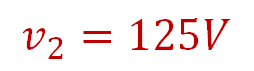 v₂ = 125V